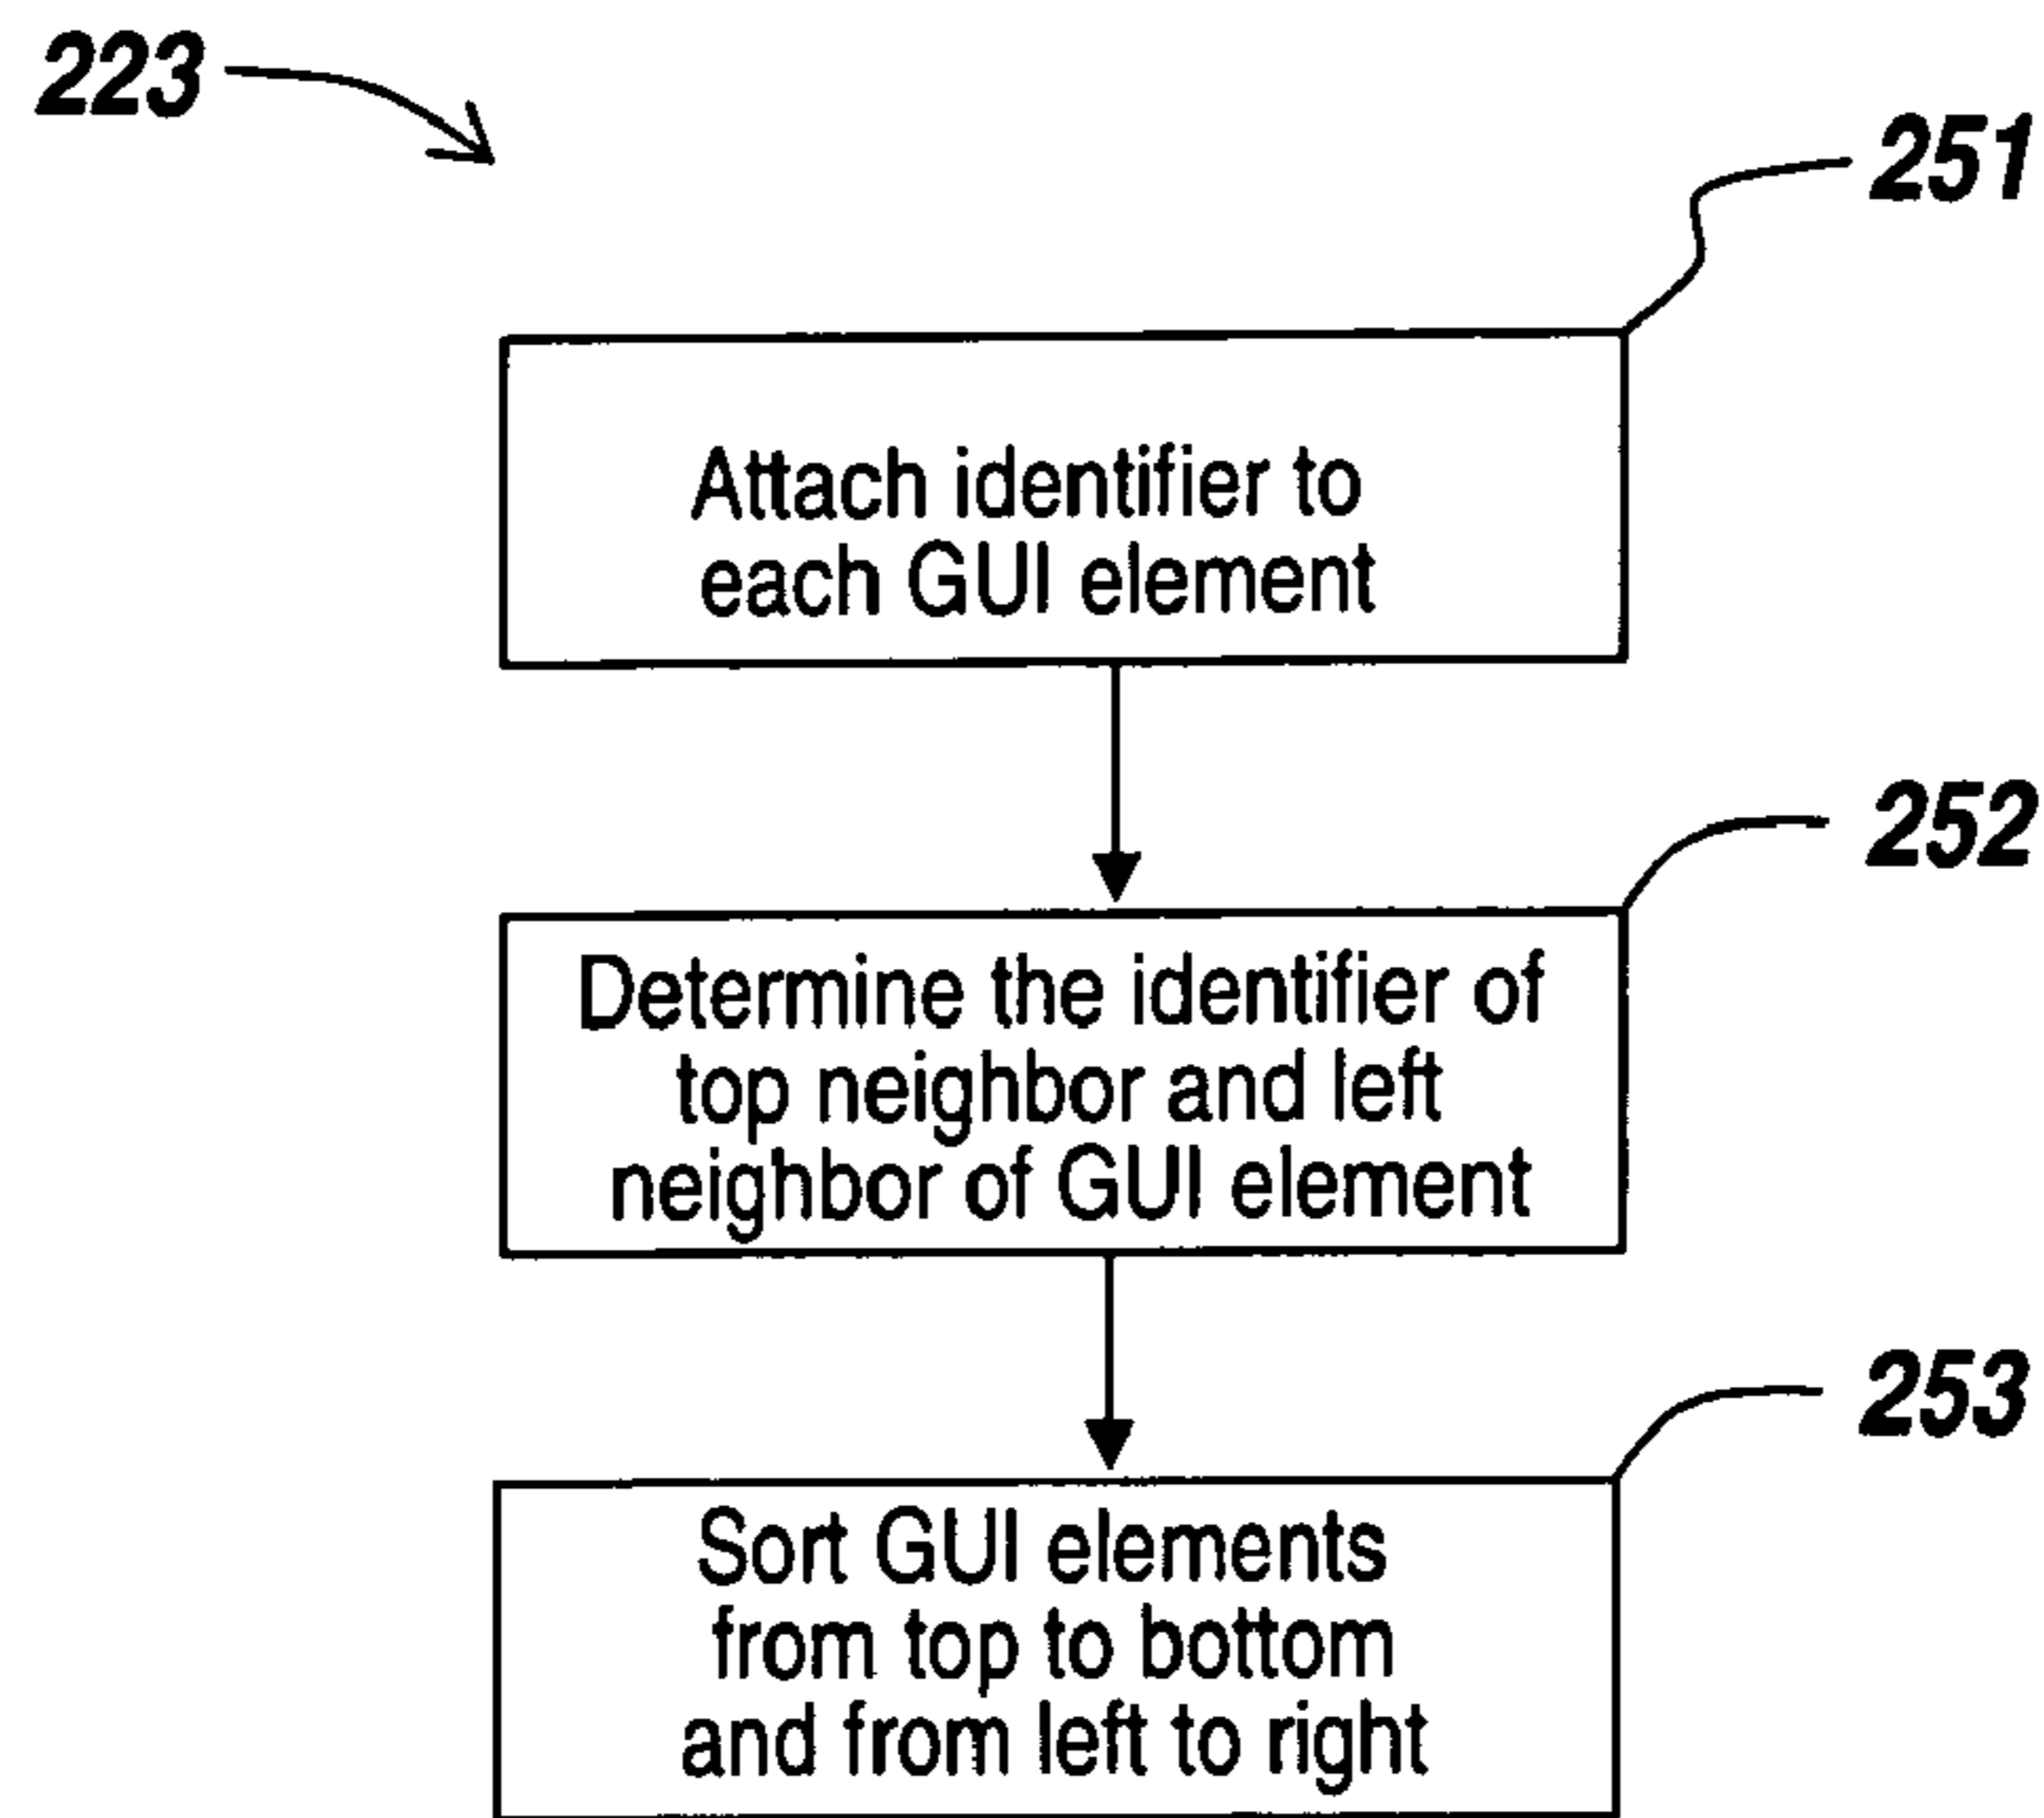 223
251
Attach identifier to
each GUI element
252
Determine the identifier of
top neighbor and left
neighbor of GUI element
253
Sort GUI elements
from top to bottom
and from left to right